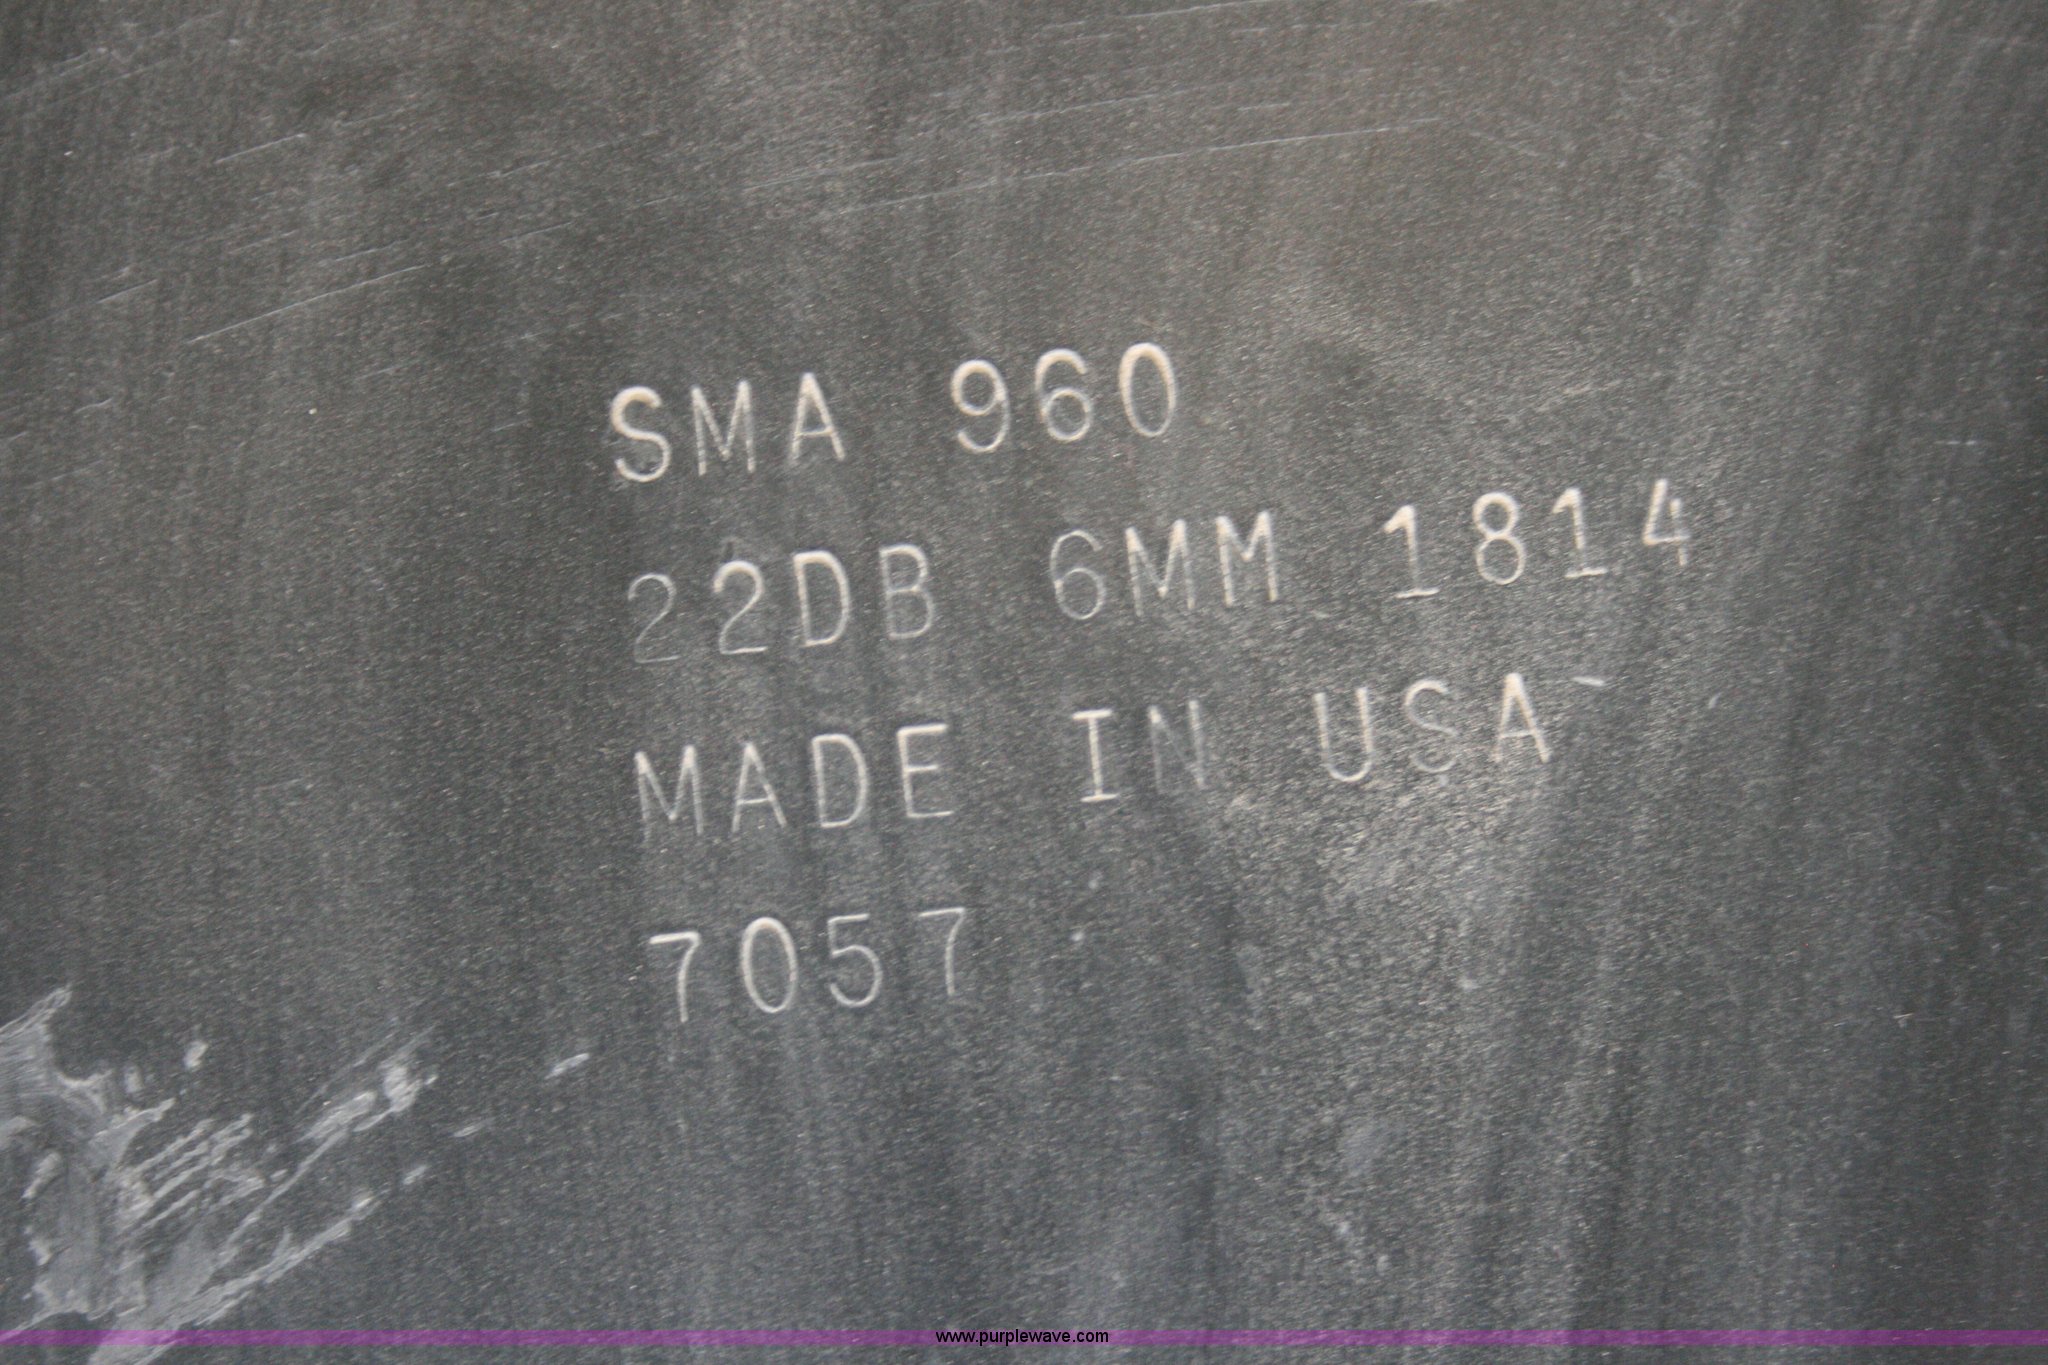 SMA 960
22DB 6MM 1814
MADE IN USA
7057
www.purplewave.com